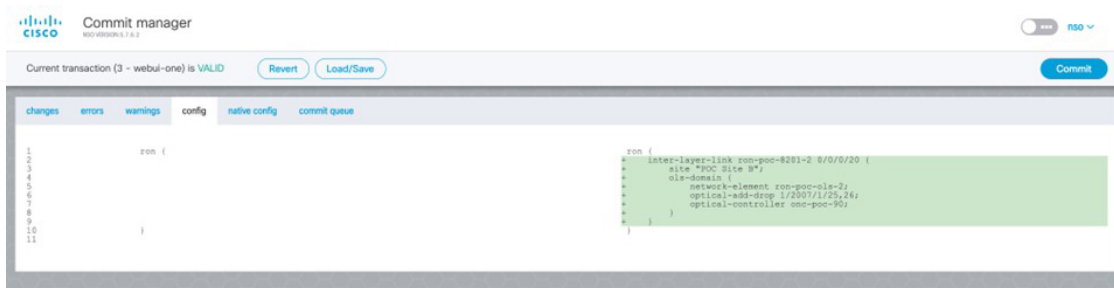 CISCO
Commit manager
NSO VERSION 5.7.6.2
nso
Current transaction (3 - webui-one) is VALID
Revert
Load/Save
Commit
changes errors warnings config native config commit queue
1 ron { ron {
2 + inter-layer-link ron-poc-8201-2 0/0/0/20 {
3 + site "POC Site B";
4 + ols-domain {
5 + network-element ron-poc-ols-2;
6 + optical-add-drop 1/2007/1/25,26;
7 + optical-controller onc-poc-90;
8 + }
9 + }
10 } }
11